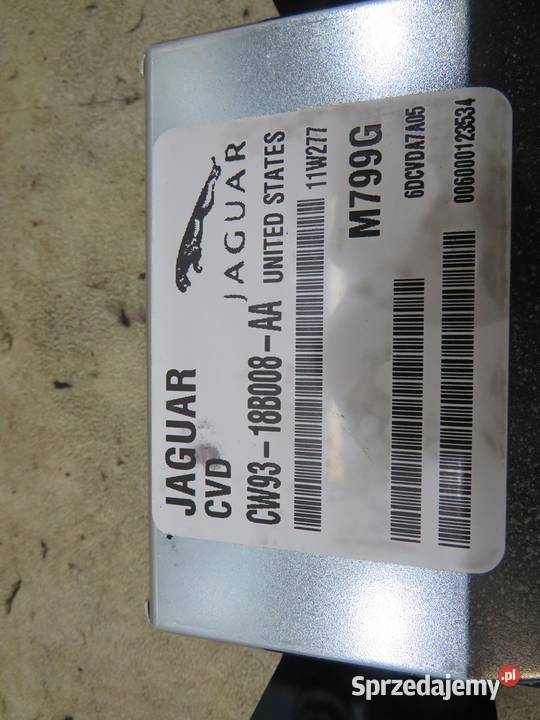 JAGUAR
CVD
JAGUAR
CW93-18B008-AA UNITED STATES
11W277
M799G
6DCVDA7A05
006000123534
Sprzedajemy.pl